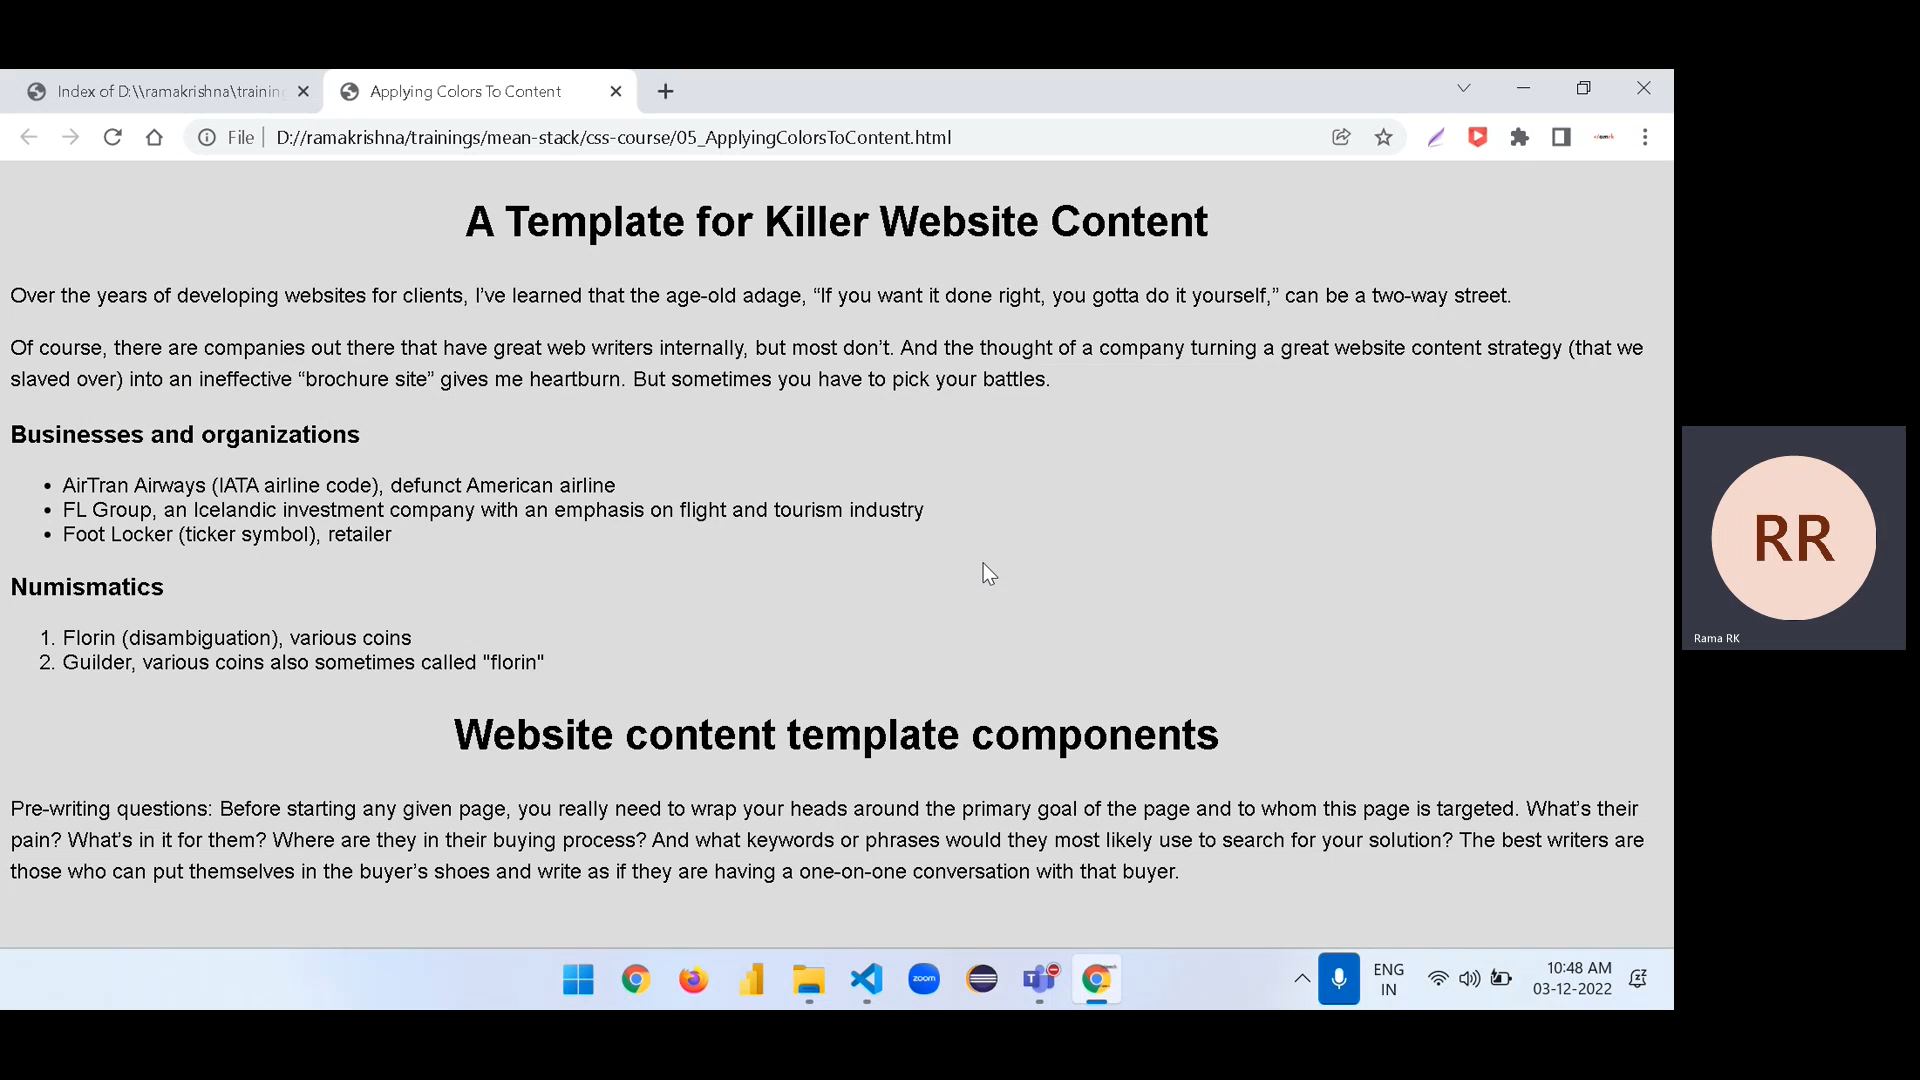 Index of D:\\ramakrishna\trainin
Applying Colors To Content
File
D://ramakrishna/trainings/mean-stack/css-course/05_ApplyingColorsToContent.html
A Template for Killer Website Content
Over the years of developing websites for clients, I’ve learned that the age-old adage, “If you want it done right, you gotta do it yourself,” can be a two-way street.
Of course, there are companies out there that have great web writers internally, but most don’t. And the thought of a company turning a great website content strategy (that we
slaved over) into an ineffective “brochure site” gives me heartburn. But sometimes you have to pick your battles.
Businesses and organizations
• AirTran Airways (IATA airline code), defunct American airline
• FL Group, an Icelandic investment company with an emphasis on flight and tourism industry
• Foot Locker (ticker symbol), retailer
Numismatics
1. Florin (disambiguation), various coins
2. Guilder, various coins also sometimes called "florin"
Website content template components
Pre-writing questions: Before starting any given page, you really need to wrap your heads around the primary goal of the page and to whom this page is targeted. What’s their
pain? What’s in it for them? Where are they in their buying process? And what keywords or phrases would they most likely use to search for your solution? The best writers are
those who can put themselves in the buyer’s shoes and write as if they are having a one-on-one conversation with that buyer.
RR
Rama RK
zoom
ENG
IN
10:48 AM
03-12-2022